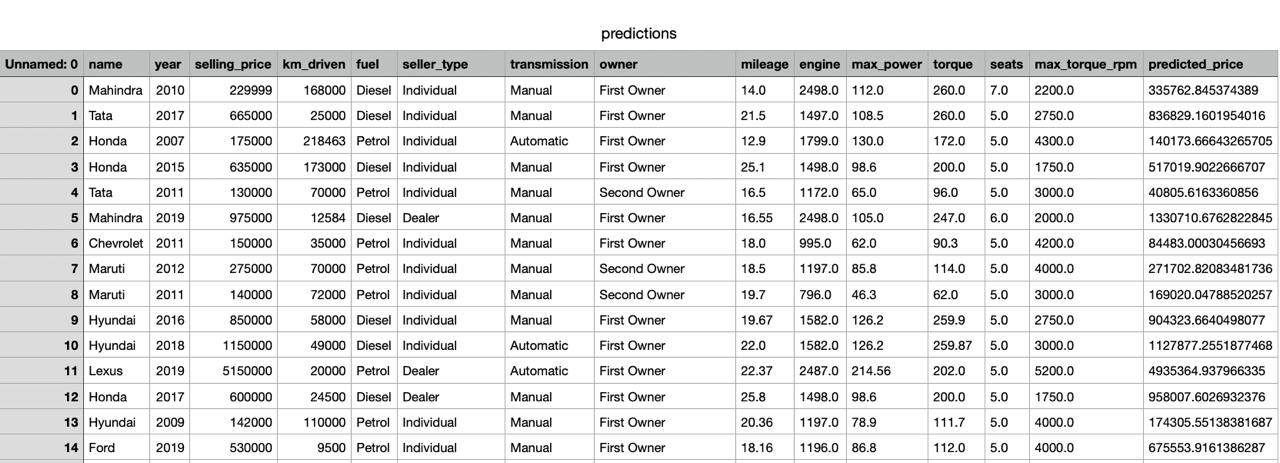 predictions
Unnamed: 0 name year selling_price km_driven fuel seller_type transmission owner mileage engine max_power torque seats max_torque_rpm predicted_price
0 Mahindra 2010 229999 168000 Diesel Individual Manual First Owner 14.0 2498.0 112.0 260.0 7.0 2200.0 335762.845374389
1 Tata 2017 665000 25000 Diesel Individual Manual First Owner 21.5 1497.0 108.5 260.0 5.0 2750.0 836829.1601954016
2 Honda 2007 175000 218463 Petrol Individual Automatic First Owner 12.9 1799.0 130.0 172.0 5.0 4300.0 140173.66643265705
3 Honda 2015 635000 173000 Diesel Individual Manual First Owner 25.1 1498.0 98.6 200.0 5.0 1750.0 517019.9022666707
4 Tata 2011 130000 70000 Petrol Individual Manual Second Owner 16.5 1172.0 65.0 96.0 5.0 3000.0 40805.6163360856
5 Mahindra 2019 975000 12584 Diesel Dealer Manual First Owner 16.55 2498.0 105.0 247.0 6.0 2000.0 1330710.6762822845
6 Chevrolet 2011 150000 35000 Petrol Individual Manual First Owner 18.0 995.0 62.0 90.3 5.0 4200.0 84483.00030456693
7 Maruti 2012 275000 70000 Petrol Individual Manual Second Owner 18.5 1197.0 85.8 114.0 5.0 4000.0 271702.82083481736
8 Maruti 2011 140000 72000 Petrol Individual Manual Second Owner 19.7 796.0 46.3 62.0 5.0 3000.0 169020.04788520257
9 Hyundai 2016 850000 58000 Diesel Individual Manual First Owner 19.67 1582.0 126.2 259.9 5.0 2750.0 904323.6640498077
10 Hyundai 2018 1150000 49000 Diesel Individual Automatic First Owner 22.0 1582.0 126.2 259.87 5.0 3000.0 1127877.2551877468
11 Lexus 2019 5150000 20000 Petrol Dealer Automatic First Owner 22.37 2487.0 214.56 202.0 5.0 5200.0 4935364.937966335
12 Honda 2017 600000 24500 Diesel Dealer Manual First Owner 25.8 1498.0 98.6 200.0 5.0 1750.0 958007.6026932376
13 Hyundai 2009 142000 110000 Petrol Individual Manual First Owner 20.36 1197.0 78.9 111.7 5.0 4000.0 174305.55138381687
14 Ford 2019 530000 9500 Petrol Individual Manual First Owner 18.16 1196.0 86.8 112.0 5.0 4000.0 675553.9161386287